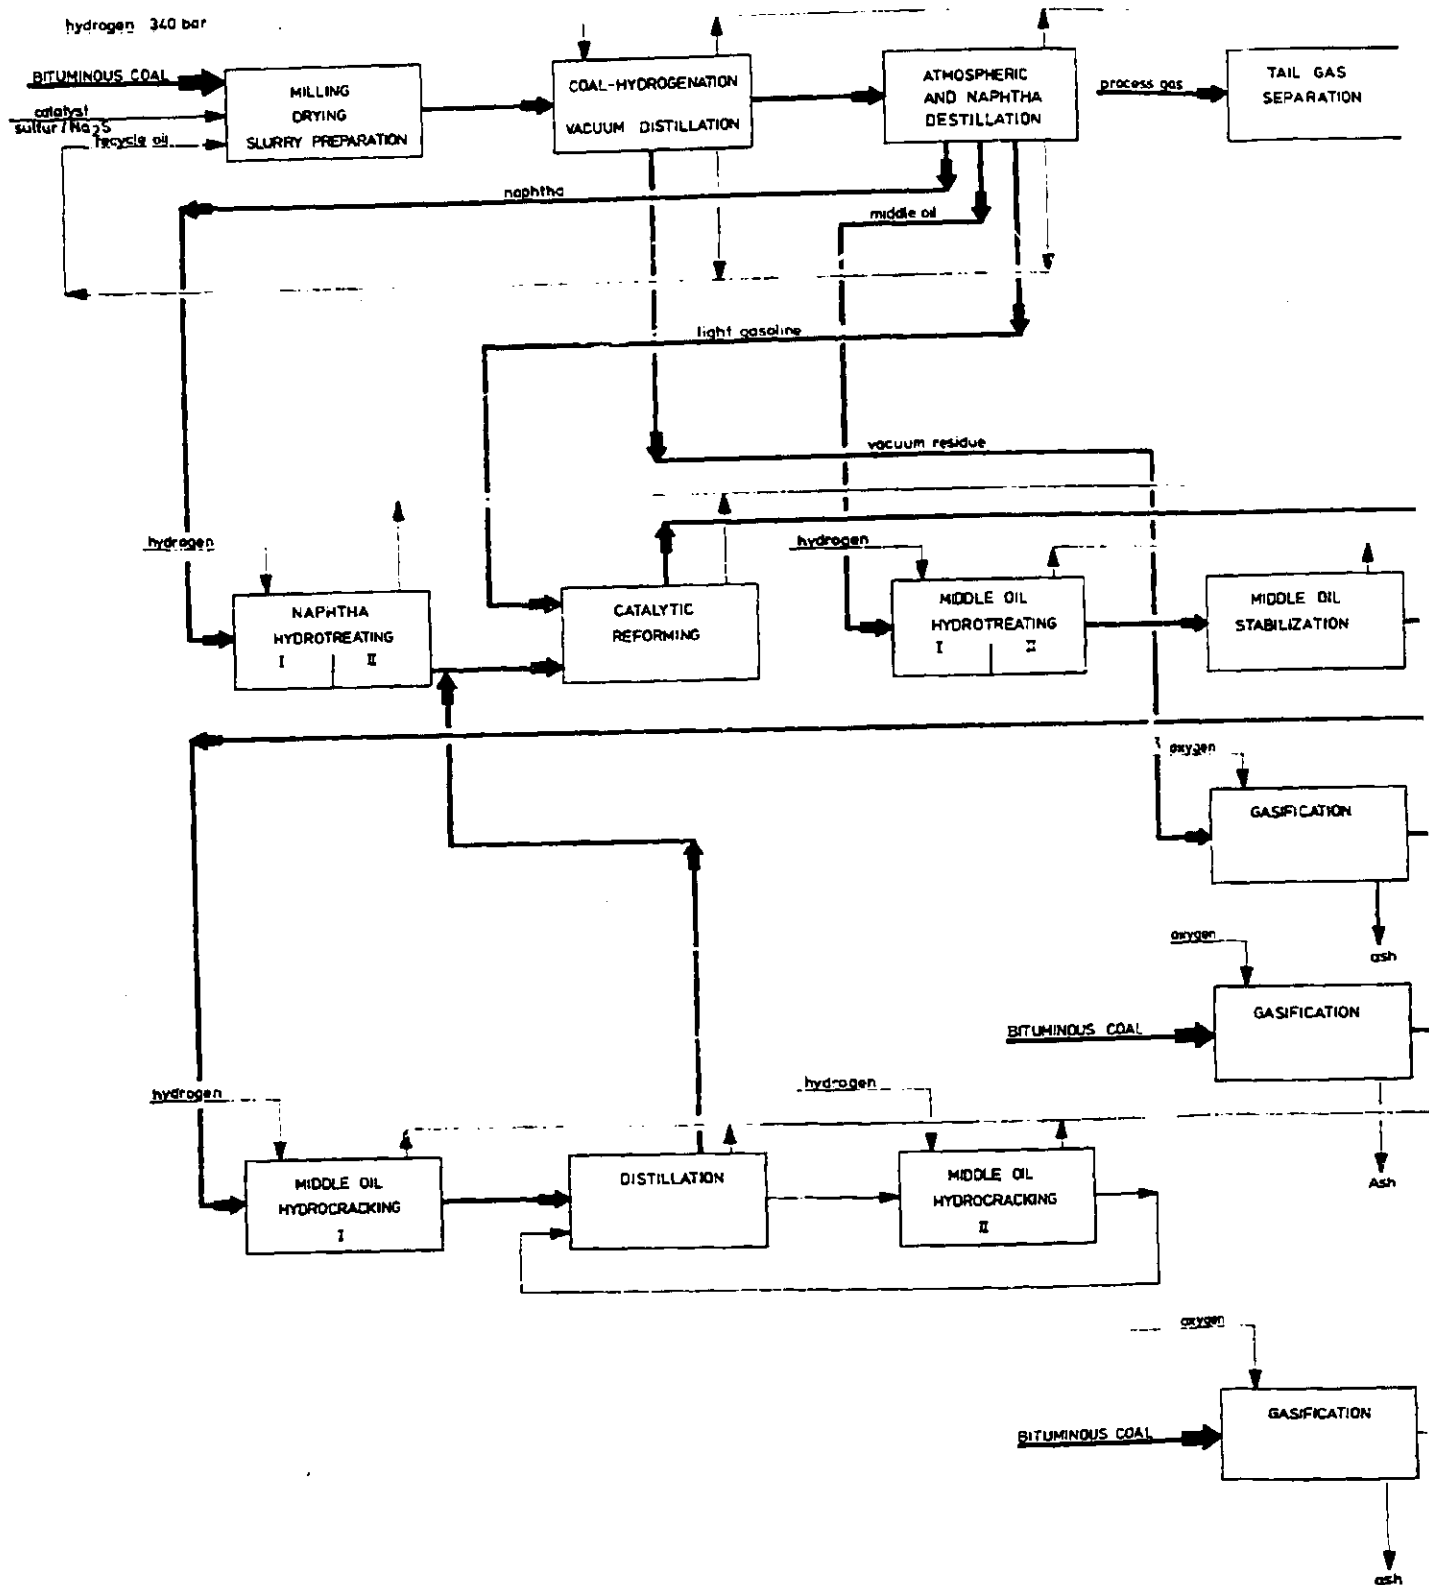 hydrogen 340 bar
BITUMINOUS COAL
catalyst
sulfur/Na2S
recycle oil
MILLING
DRYING
SLURRY PREPARATION
COAL-HYDROGENATION
VACUUM DISTILLATION
ATHOSPHERIC
AND NAPHTHA
DESTILLATION
process gas
TAIL GAS
SEPARATION
naphtha
middle oil
light gasoline
vacuum residue
hydrogen
NAPHTHA
HYDROTREATING
I II
CATALYTIC
REFORMING
hydrogen
MIDDLE OIL
HYDROTREATING
I II
MIDDLE OIL
STABILIZATION
oxygen
GASIFICATION
ash
oxygen
BITUMINOUS COAL
GASIFICATION
Ash
hydrogen
MIDDLE OIL
HYDROCRACKING
I
DISTILLATION
hydrogen
MIDDLE OIL
HYDROCRACKING
II
oxygen
BITUMINOUS COAL
GASIFICATION
ash